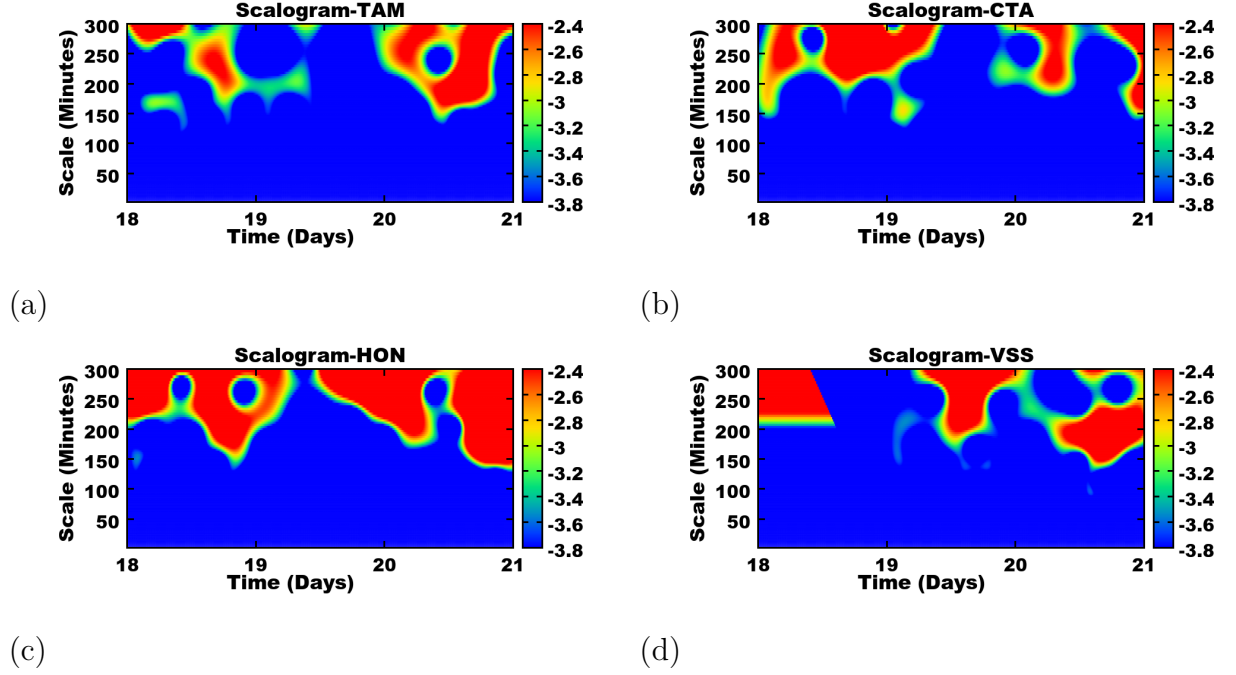 Scalogram-TAM
300
250
200
150
100
50
Scale (Minutes)
18 19 20 21
Time (Days)
-2.4
-2.6
-2.8
-3
-3.2
-3.4
-3.6
-3.8
(a)
Scalogram-CTA
300
250
200
150
100
50
Scale (Minutes)
18 19 20 21
Time (Days)
-2.4
-2.6
-2.8
-3
-3.2
-3.4
-3.6
-3.8
(b)
Scalogram-HON
300
250
200
150
100
50
Scale (Minutes)
18 19 20 21
Time (Days)
-2.4
-2.6
-2.8
-3
-3.2
-3.4
-3.6
-3.8
(c)
Scalogram-VSS
300
250
200
150
100
50
Scale (Minutes)
18 19 20 21
Time (Days)
-2.4
-2.6
-2.8
-3
-3.2
-3.4
-3.6
-3.8
(d)